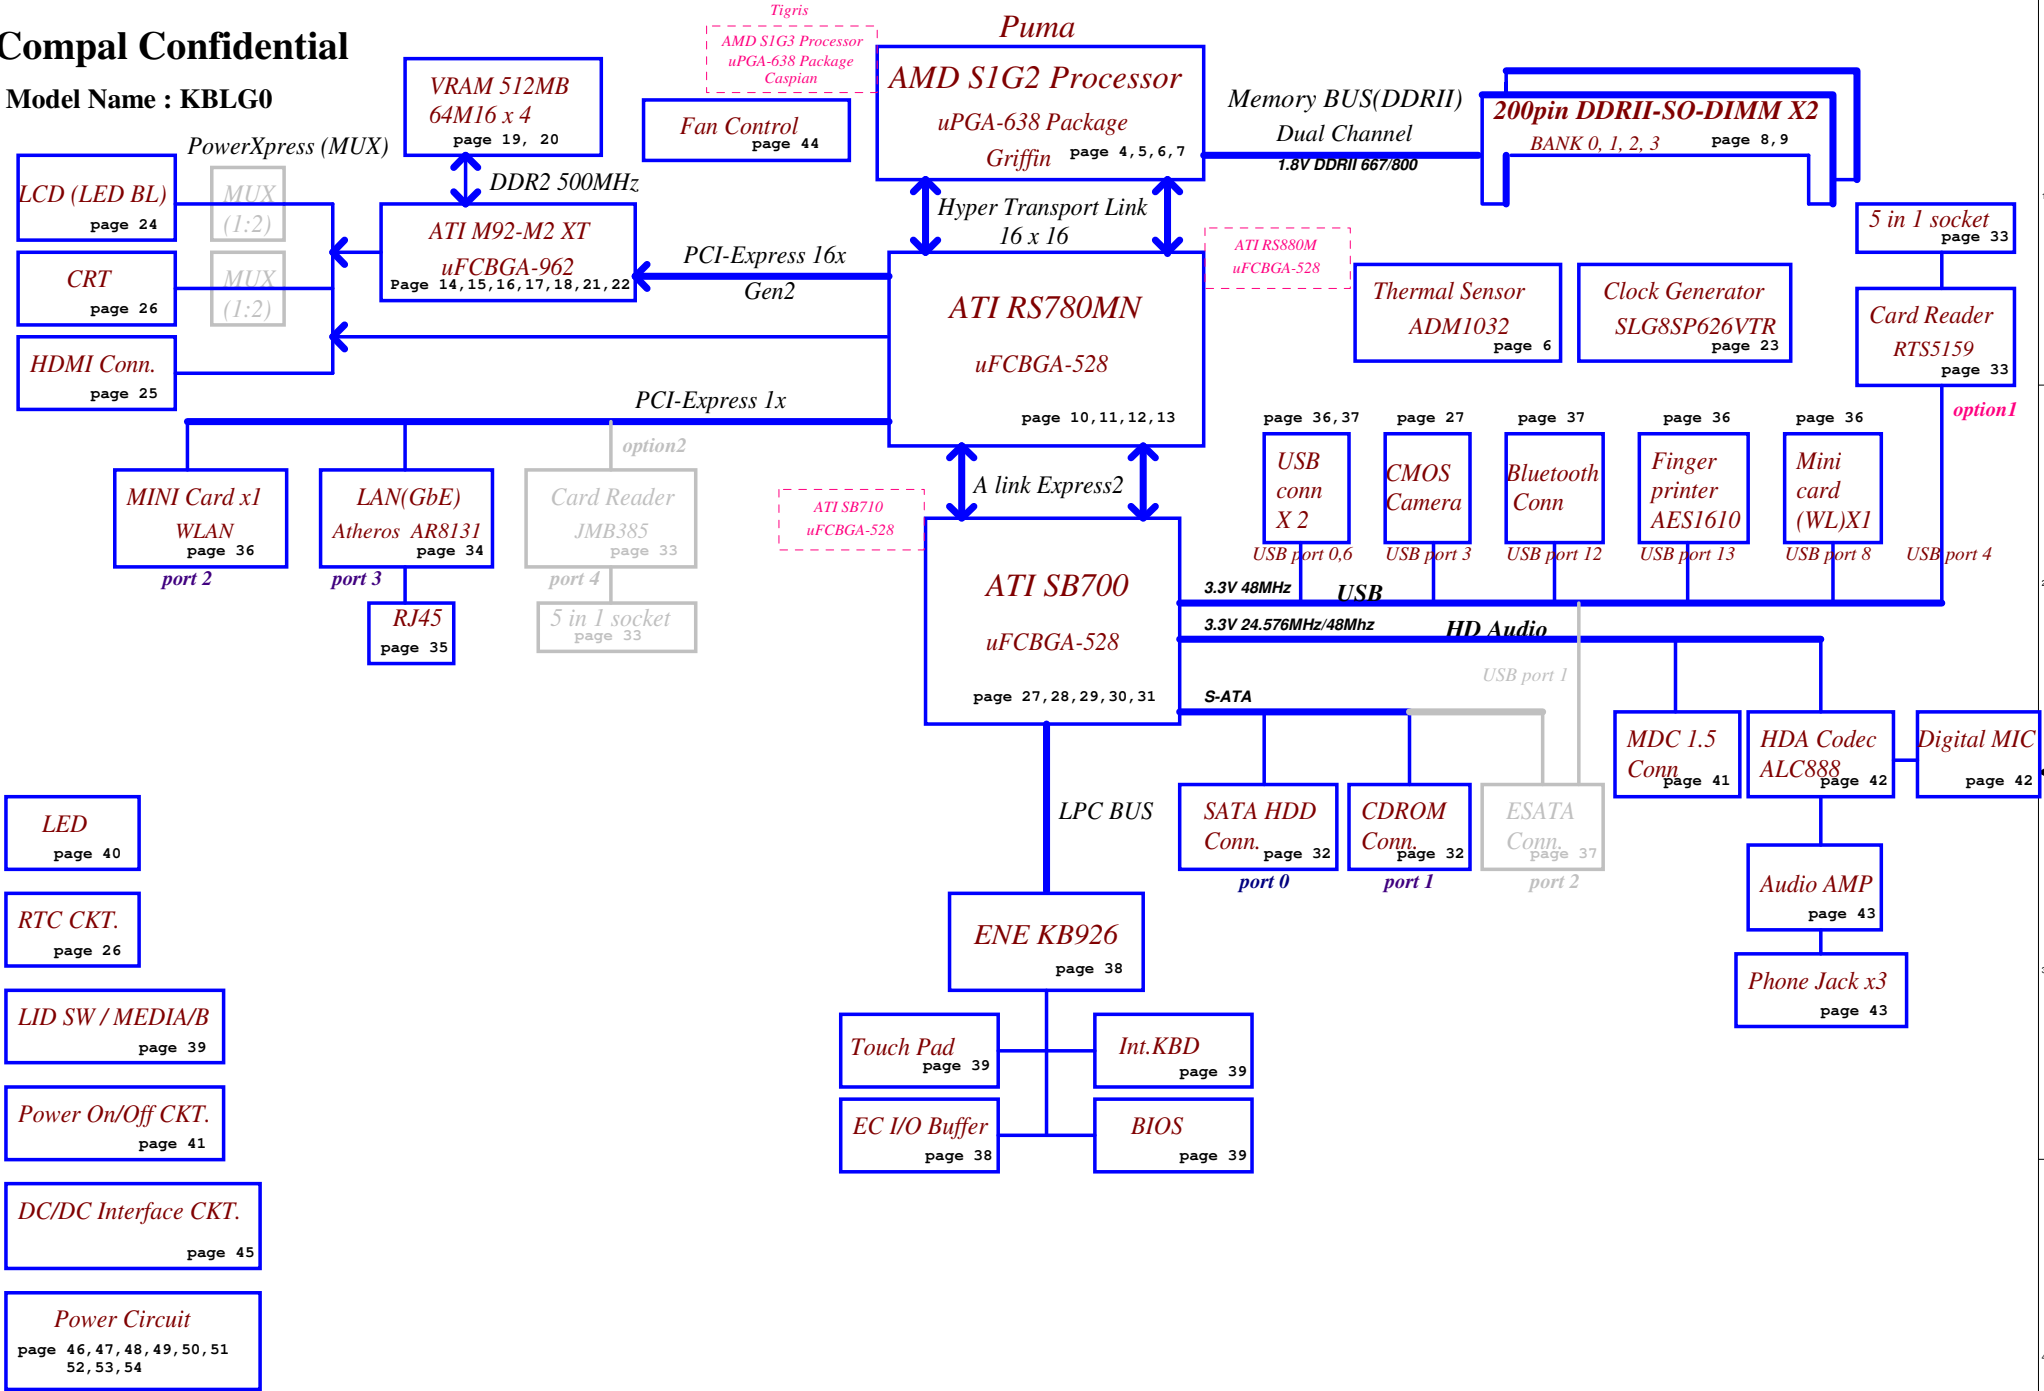 Compal Confidential
Model Name : KBLG0
Tigris
AMD S1G3 Processor
uPGA-638 Package
Caspian
Puma
AMD S1G2 Processor
uPGA-638 Package
Griffin
page 4,5,6,7
VRAM 512MB
64M16 x 4
page 19, 20
Fan Control
page 44
Memory BUS(DDRII)
Dual Channel
1.8V DDRII 667/800
200pin DDRII-SO-DIMM X2
BANK 0, 1, 2, 3
page 8,9
PowerXpress (MUX)
DDR2 500MHz
LCD (LED BL)
page 24
MUX
(1:2)
CRT
page 26
MUX
(1:2)
HDMI Conn.
page 25
ATI M92-M2 XT
uFCBGA-962
Page 14,15,16,17,18,21,22
PCI-Express 16x
Gen2
Hyper Transport Link
16 x 16
ATI RS880M
uFCBGA-528
ATI RS780MN
uFCBGA-528
page 10,11,12,13
Thermal Sensor
ADM1032
page 6
Clock Generator
SLG8SP626VTR
page 23
5 in 1 socket
page 33
Card Reader
RTS5159
page 33
option1
PCI-Express 1x
option2
MINI Card x1
WLAN
page 36
port 2
LAN(GbE)
Atheros AR8131
page 34
port 3
RJ45
page 35
Card Reader
JMB385
page 33
port 4
5 in 1 socket
page 33
A link Express2
ATI SB710
uFCBGA-528
ATI SB700
uFCBGA-528
page 27,28,29,30,31
page 36,37
USB
conn
X 2
USB port 0,6
page 27
CMOS
Camera
USB port 3
page 37
Bluetooth
Conn
USB port 12
page 36
Finger
printer
AES1610
USB port 13
page 36
Mini
card
(WL)X1
USB port 8
USB port 4
3.3V 48MHz
USB
3.3V 24.576MHz/48Mhz
HD Audio
USB port 1
S-ATA
SATA HDD
Conn.
page 32
port 0
CDROM
Conn.
page 32
port 1
ESATA
Conn.
page 37
port 2
MDC 1.5
Conn
page 41
HDA Codec
ALC888
page 42
Digital MIC
page 42
Audio AMP
page 43
Phone Jack x3
page 43
LPC BUS
ENE KB926
page 38
Touch Pad
page 39
Int.KBD
page 39
EC I/O Buffer
page 38
BIOS
page 39
LED
page 40
RTC CKT.
page 26
LID SW / MEDIA/B
page 39
Power On/Off CKT.
page 41
DC/DC Interface CKT.
page 45
Power Circuit
page 46,47,48,49,50,51
52,53,54